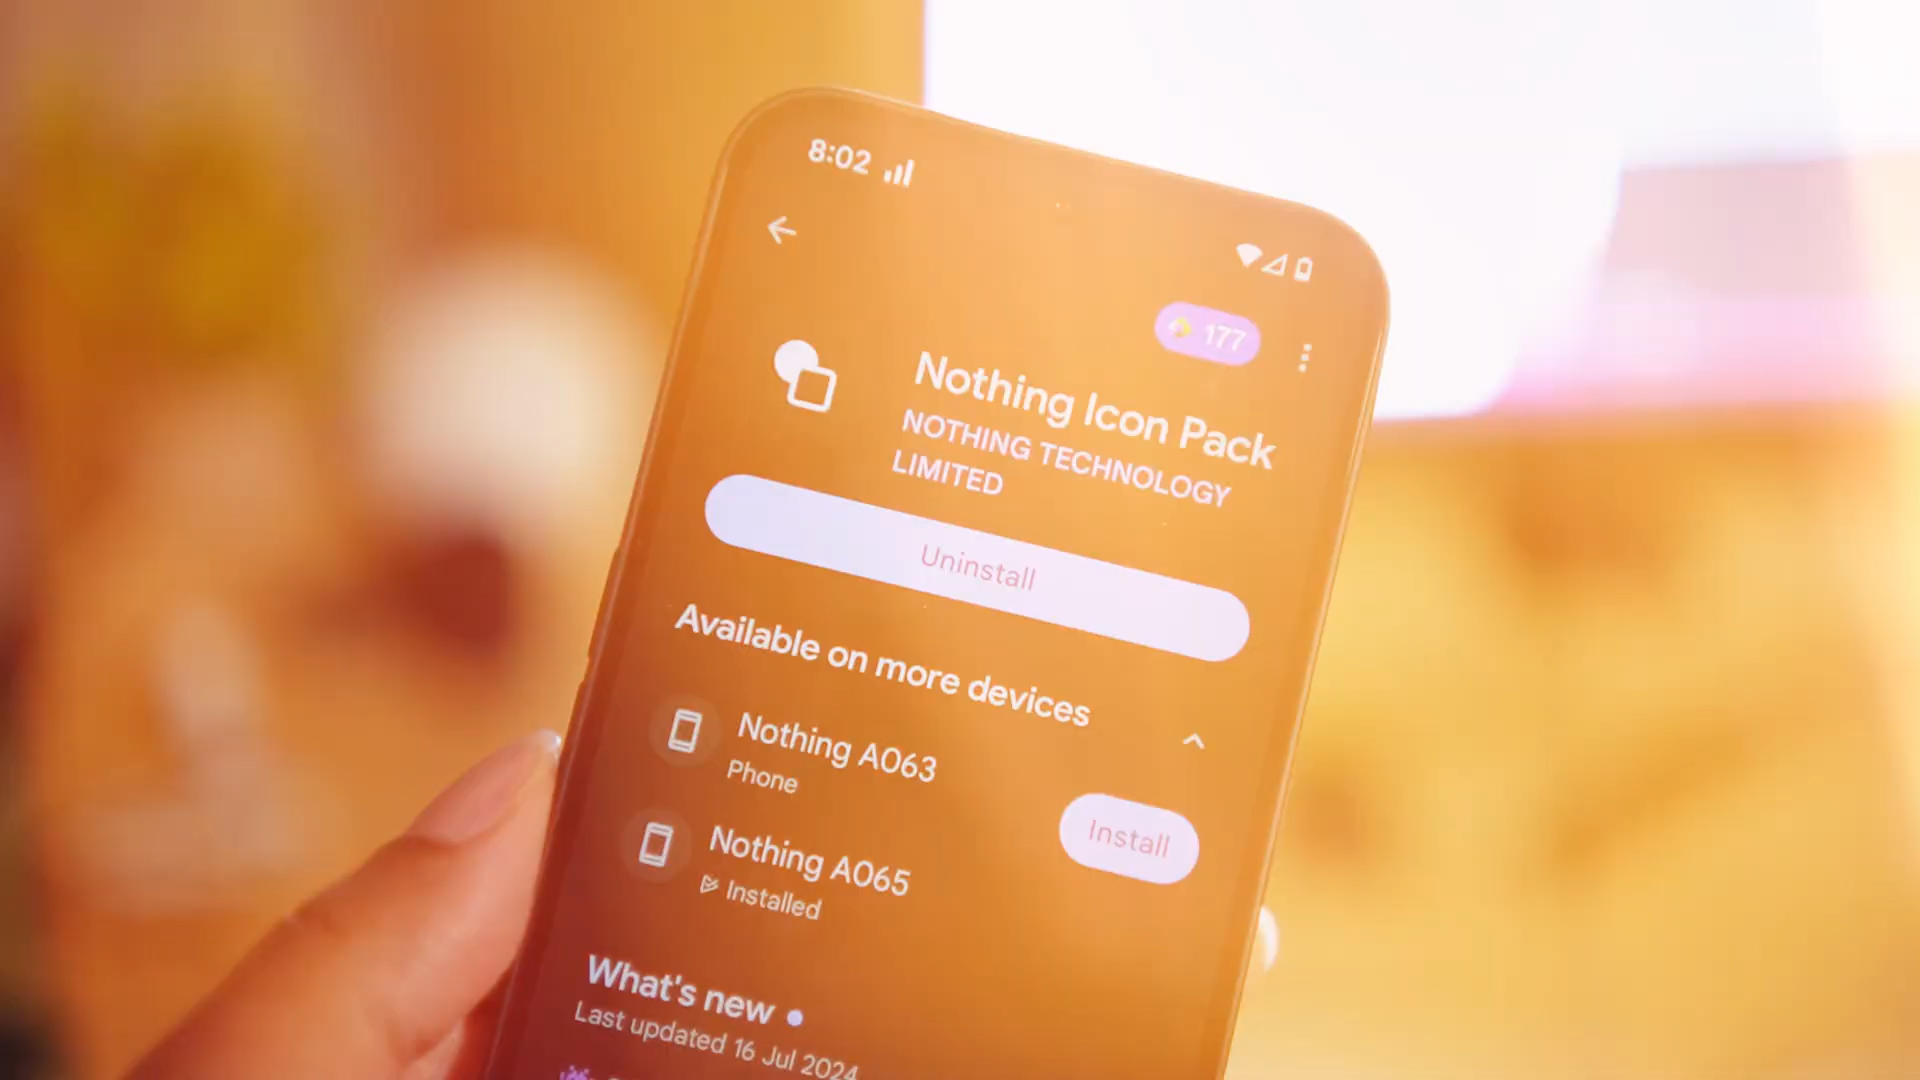 8:02
177
Nothing Icon Pack
NOTHING TECHNOLOGY
LIMITED
Uninstall
Available on more devices
Nothing A063
Phone
Install
Nothing A065
Installed
What's new
Last updated 16 Jul 2024